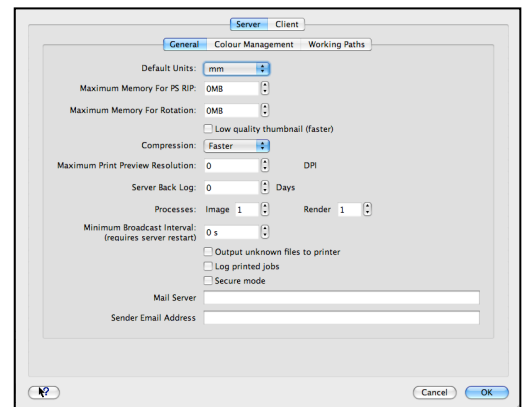 Server Client
General Colour Management Working Paths
Default Units: mm
Maximum Memory For PS RIP: 0MB
Maximum Memory For Rotation: 0MB
Low quality thumbnail (faster)
Compression: Faster
Maximum Print Preview Resolution: 0 DPI
Server Back Log: 0 Days
Processes: Image 1 Render 1
Minimum Broadcast Interval: 0 s
(requires server restart)
Output unknown files to printer
Log printed jobs
Secure mode
Mail Server
Sender Email Address
? Cancel OK